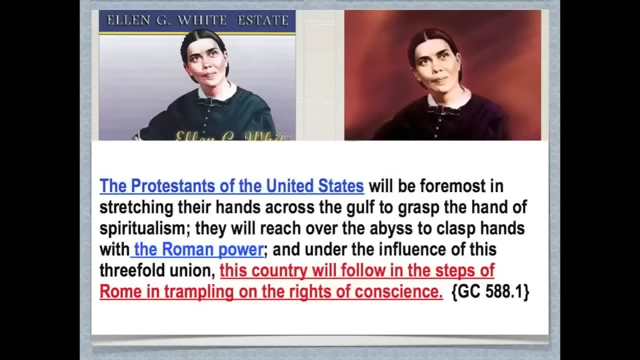 ELLEN G. WHITE ESTATE
Ellen G. Whit
The Protestants of the United States will be foremost in
stretching their hands across the gulf to grasp the hand of
spiritualism; they will reach over the abyss to clasp hands
with the Roman power; and under the influence of this
threefold union, this country will follow in the steps of
Rome in trampling on the rights of conscience. {GC 588.1}